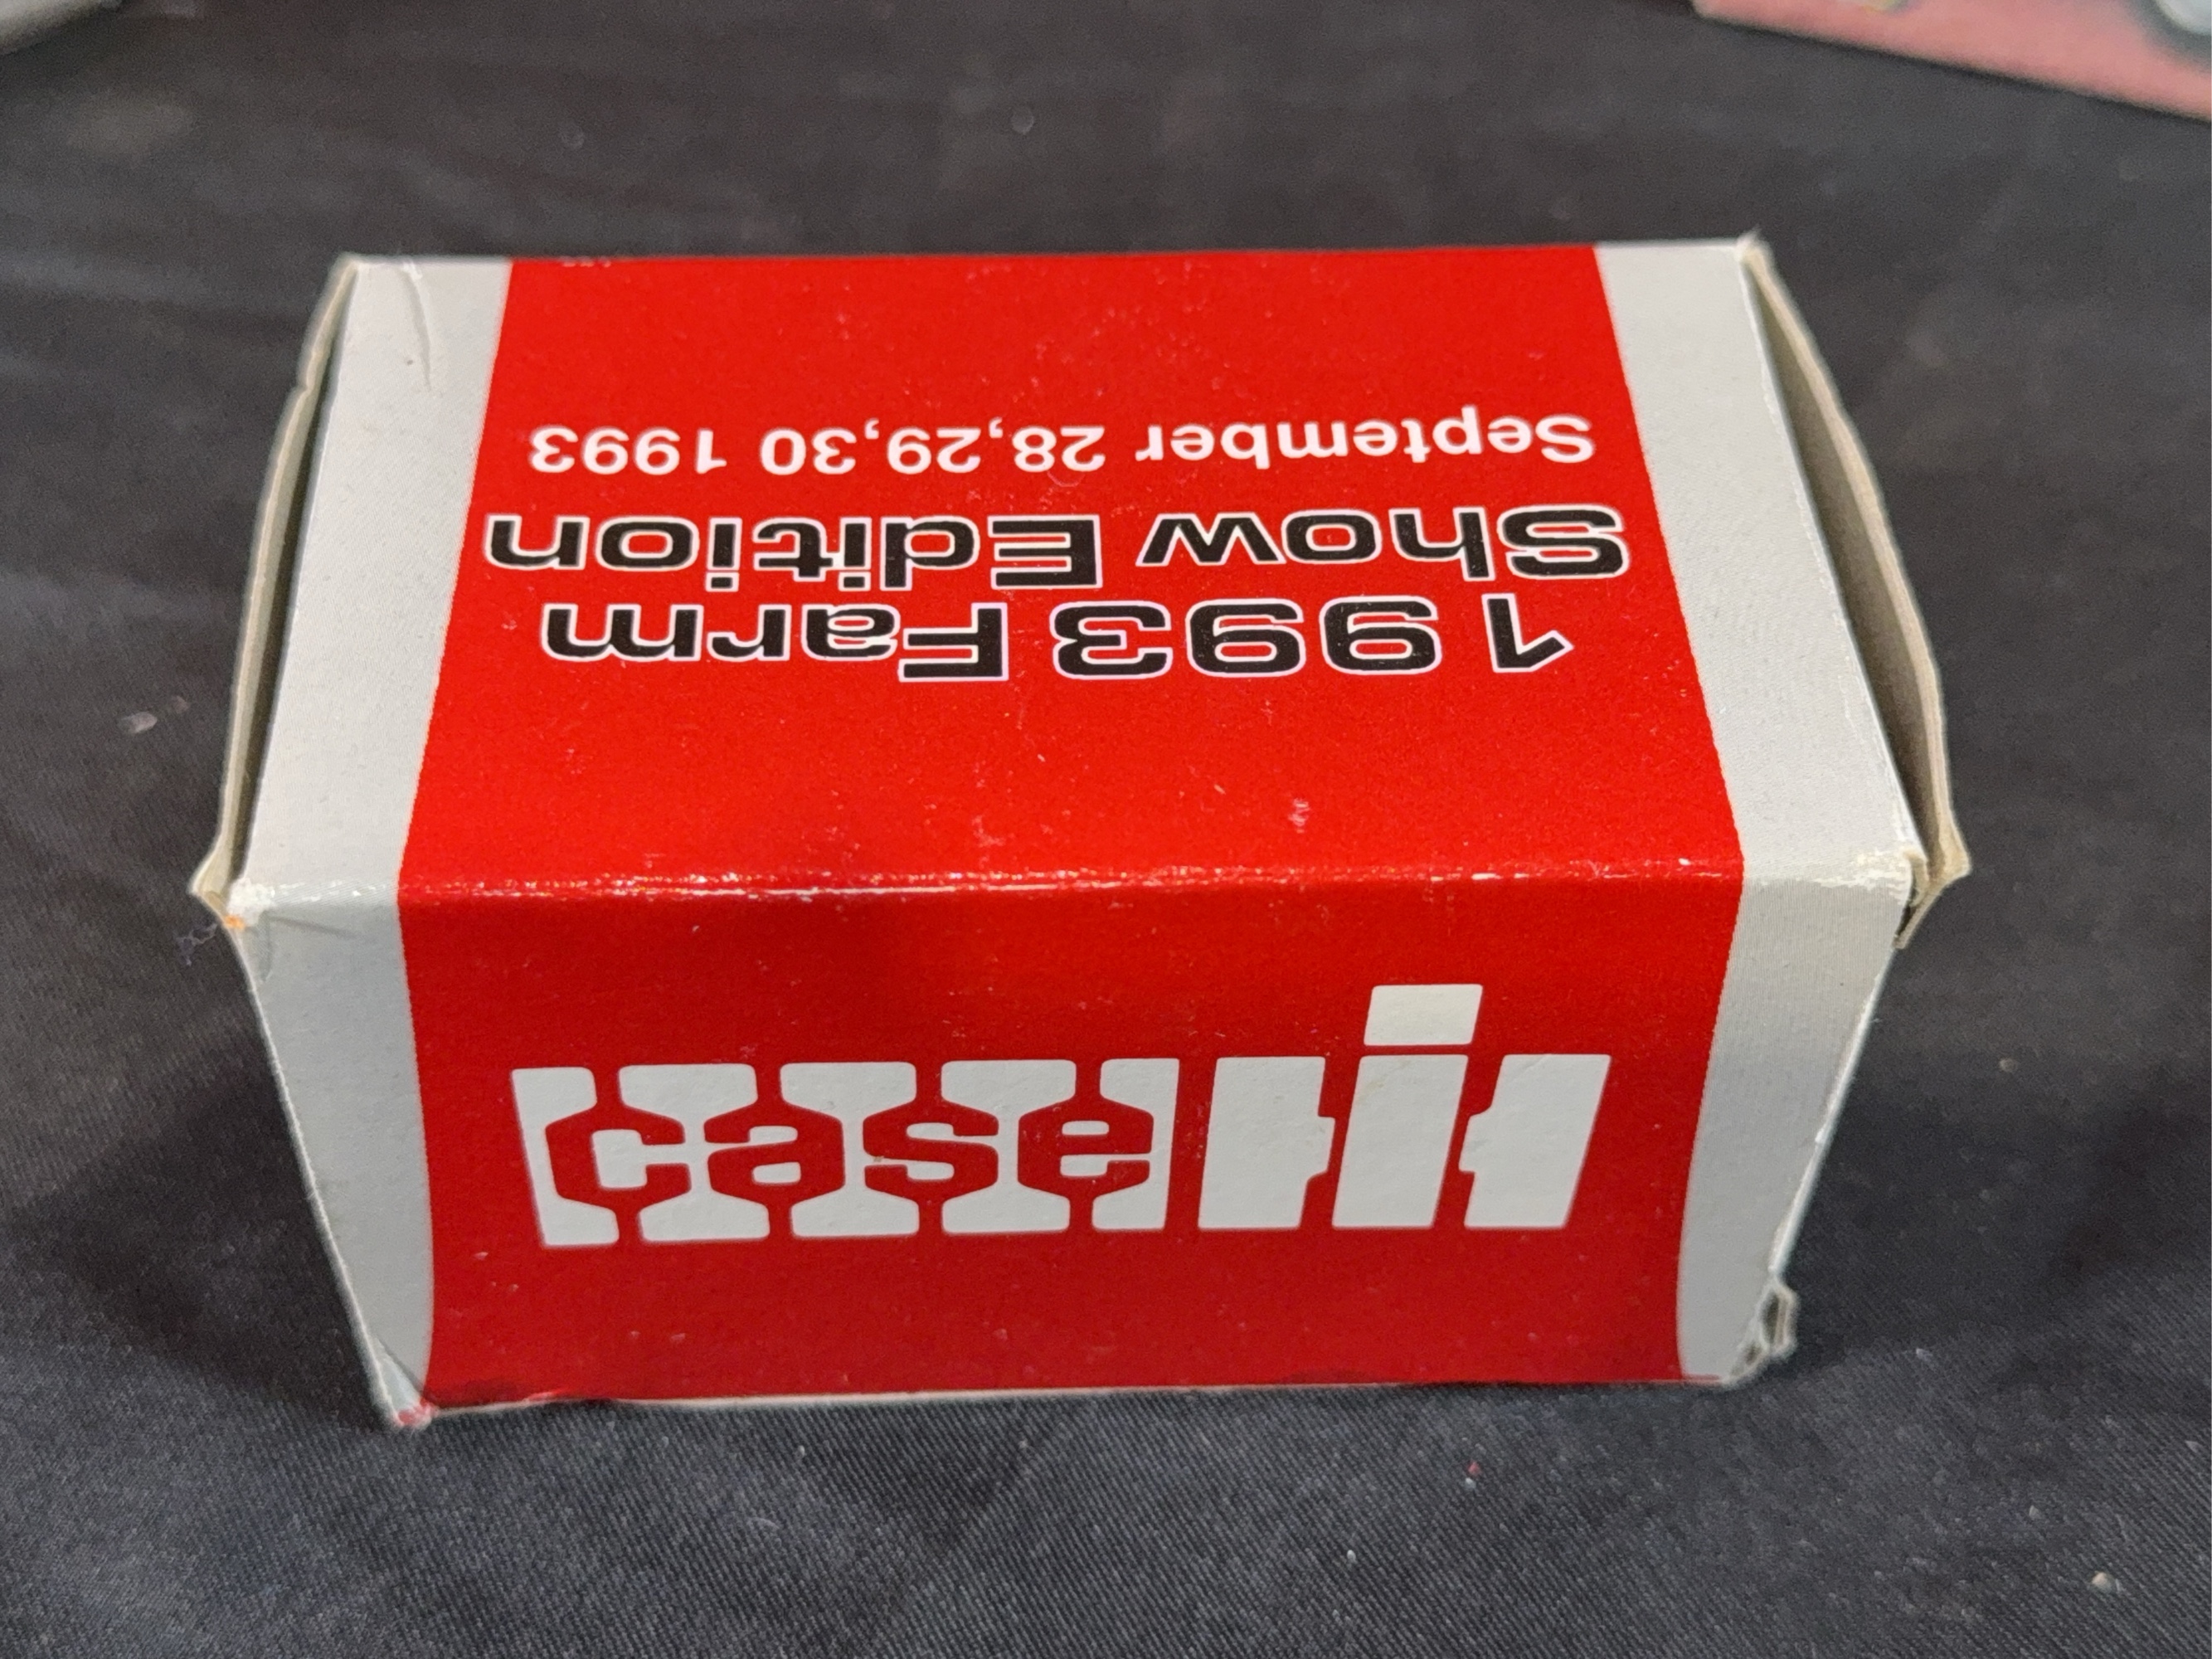 1993 Farm
Show Edition
September 28,29,30 1993
case IH